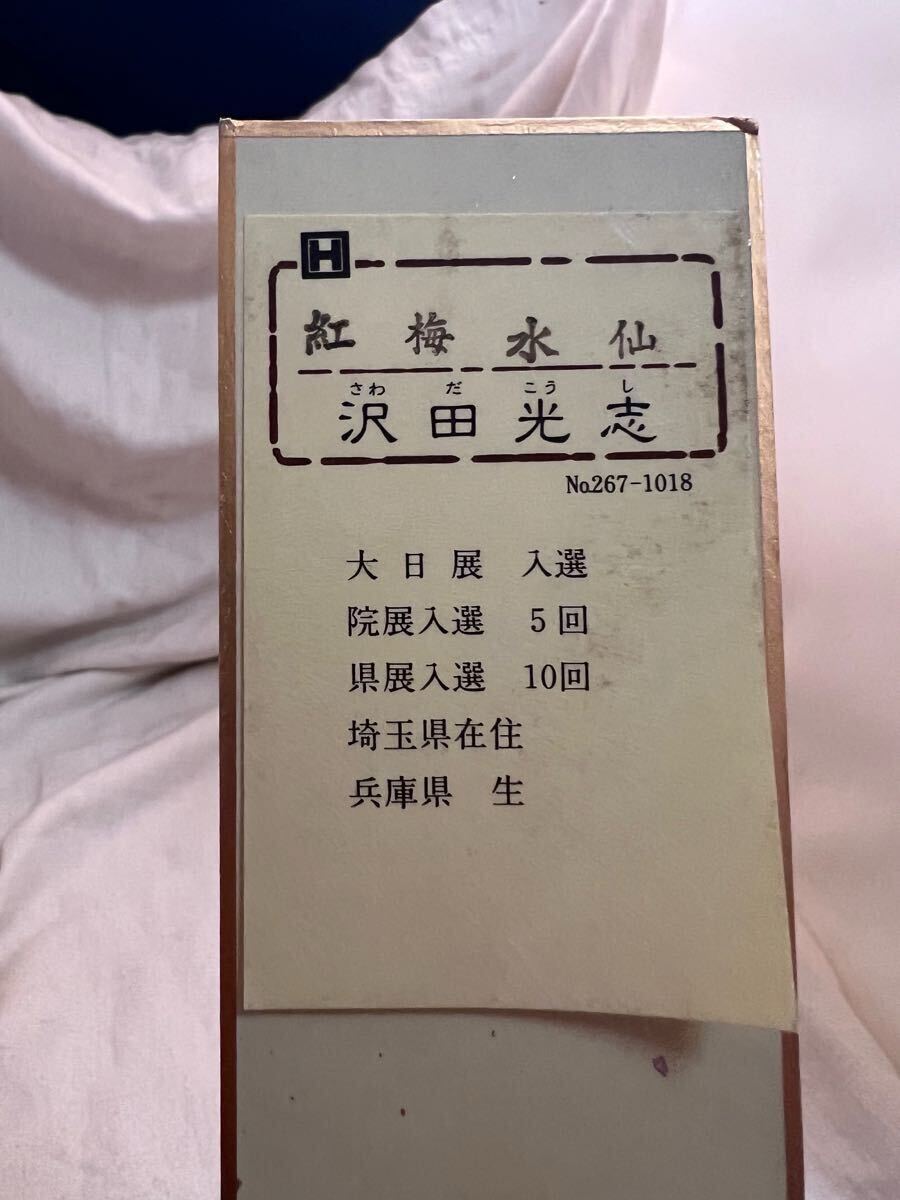 H
紅梅水仙
さわ だ こう し
沢田光志
No.267-1018
大日展 入選
院展入選 5回
県展入選 10回
埼玉県在住
兵庫県 生